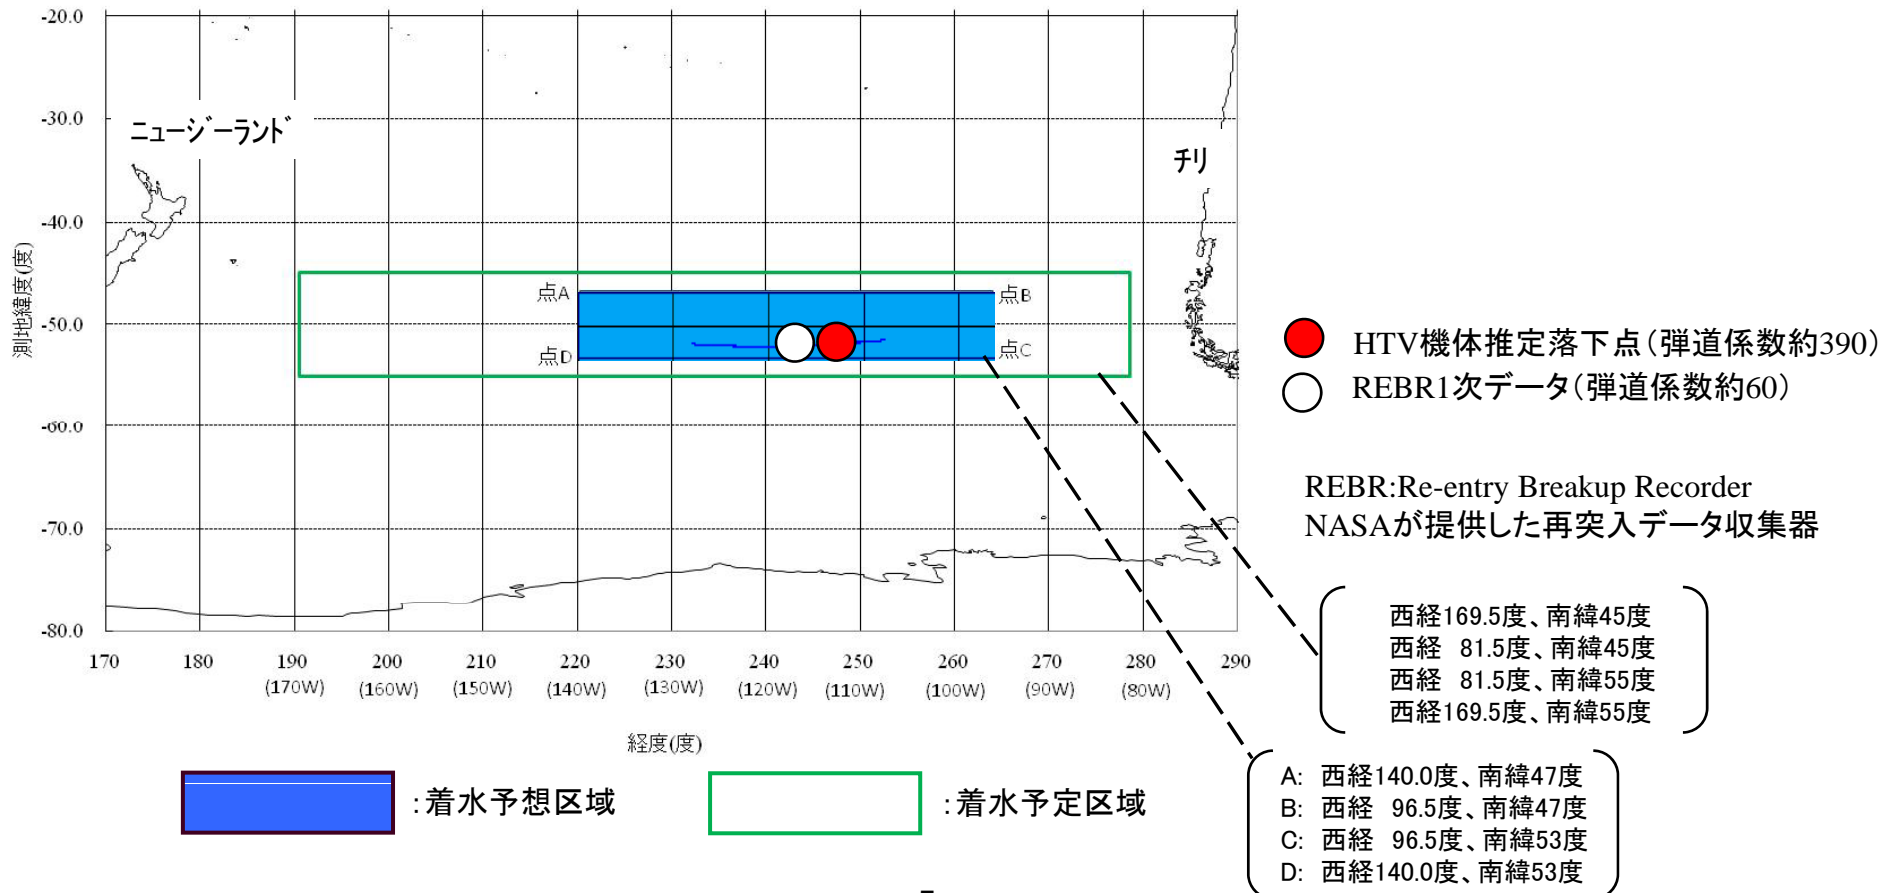 -20.0
-30.0
-40.0
-50.0
-60.0
-70.0
-80.0
測地緯度(度)
ニュージーランド
チリ
点A
点B
点D
点C
170 180 190 200 210 220 230 240 250 260 270 280 290
(170W) (160W) (150W) (140W) (130W) (120W) (110W) (100W) (90W) (80W)
経度(度)
HTV機体推定落下点(弾道係数約390)
REBR1次データ(弾道係数約60)
REBR:Re-entry Breakup Recorder
NASAが提供した再突入データ収集器
西経169.5度、南緯45度
西経 81.5度、南緯45度
西経 81.5度、南緯55度
西経169.5度、南緯55度
A: 西経140.0度、南緯47度
B: 西経 96.5度、南緯47度
C: 西経 96.5度、南緯53度
D: 西経140.0度、南緯53度
:着水予想区域
:着水予定区域